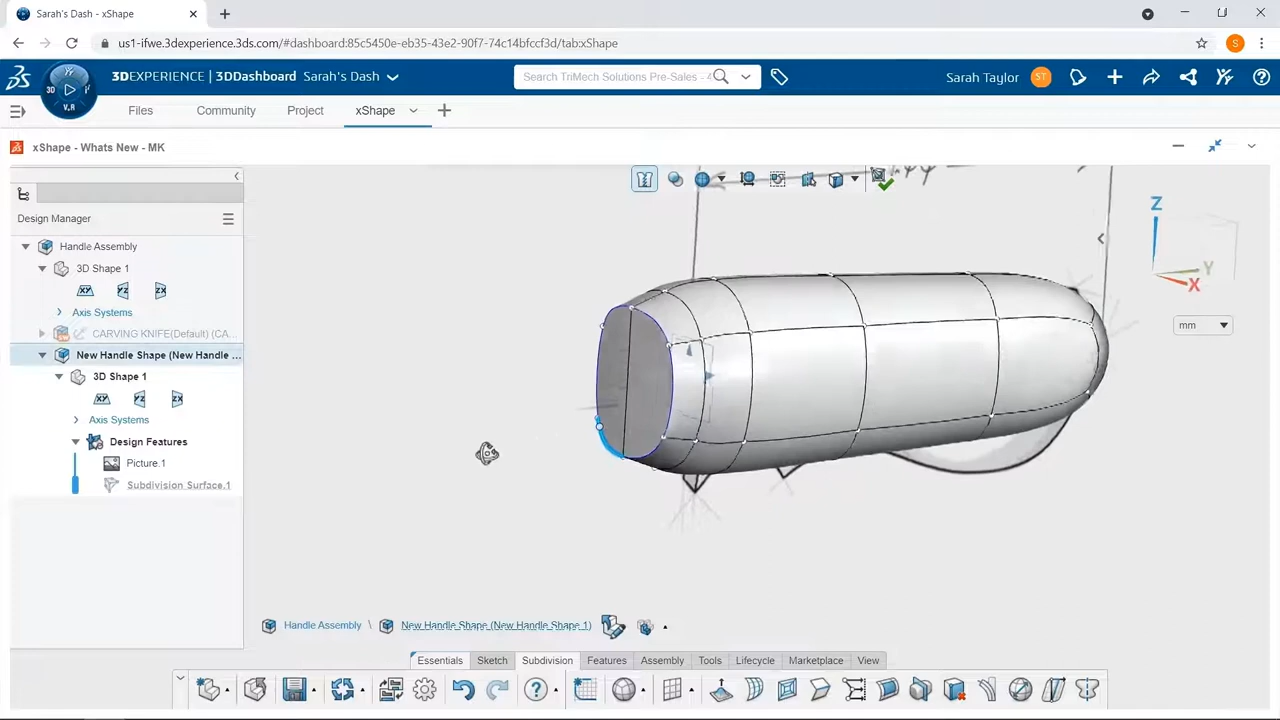 Sarah's Dash - xShape
us1-ifwe.3dexperience.3ds.com/#dashboard:85c5450e-eb35-43e2-90f7-74c14bfccf3d/tab:xShape
S
3D
V.R
3DEXPERIENCE | 3DDashboard Sarah's Dash
Search TriMech Solutions Pre-Sales - 4
Sarah Taylor
ST
Files
Community
Project
xShape
xShape - Whats New - MK
Design Manager
Handle Assembly
3D Shape 1
XY
YZ
ZX
Axis Systems
CARVING KNIFE(Default) (CA...
New Handle Shape (New Handle ...
3D Shape 1
XY
YZ
ZX
Axis Systems
Design Features
Picture.1
Subdivision Surface.1
Z
Y
X
mm
Handle Assembly \ New Handle Shape (New Handle Shape 1)
Essentials
Sketch
Subdivision
Features
Assembly
Tools
Lifecycle
Marketplace
View